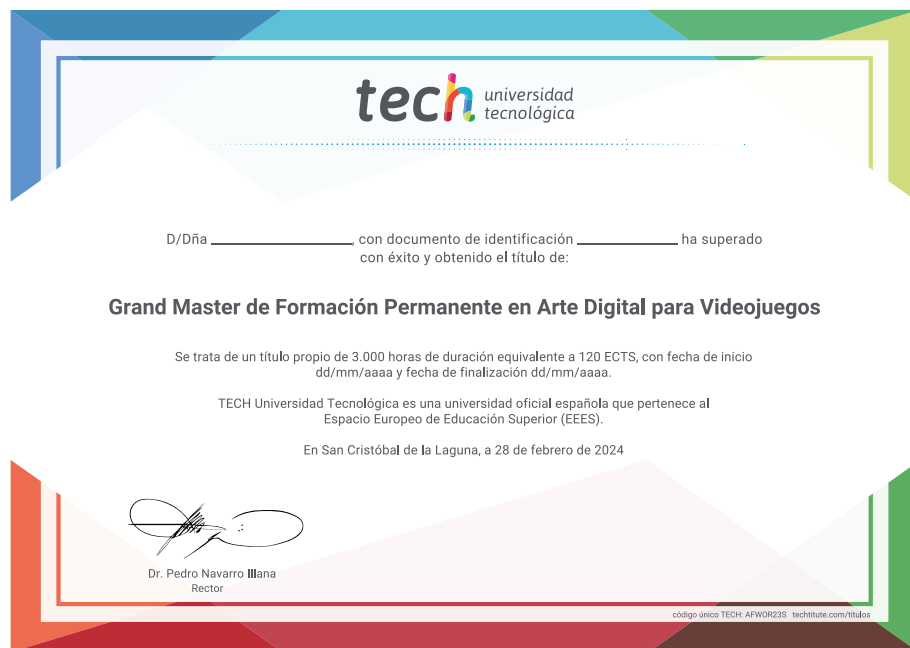 tech universidad
tecnológica
D/Dña ________________, con documento de identificación ____________ ha superado
con éxito y obtenido el título de:
Grand Master de Formación Permanente en Arte Digital para Videojuegos
Se trata de un título propio de 3.000 horas de duración equivalente a 120 ECTS, con fecha de inicio
dd/mm/aaaa y fecha de finalización dd/mm/aaaa.
TECH Universidad Tecnológica es una universidad oficial española que pertenece al
Espacio Europeo de Educación Superior (EEES).
En San Cristóbal de la Laguna, a 28 de febrero de 2024
Dr. Pedro Navarro Illana
Rector
código único TECH: AFWOR23S techtitute.com/titulos